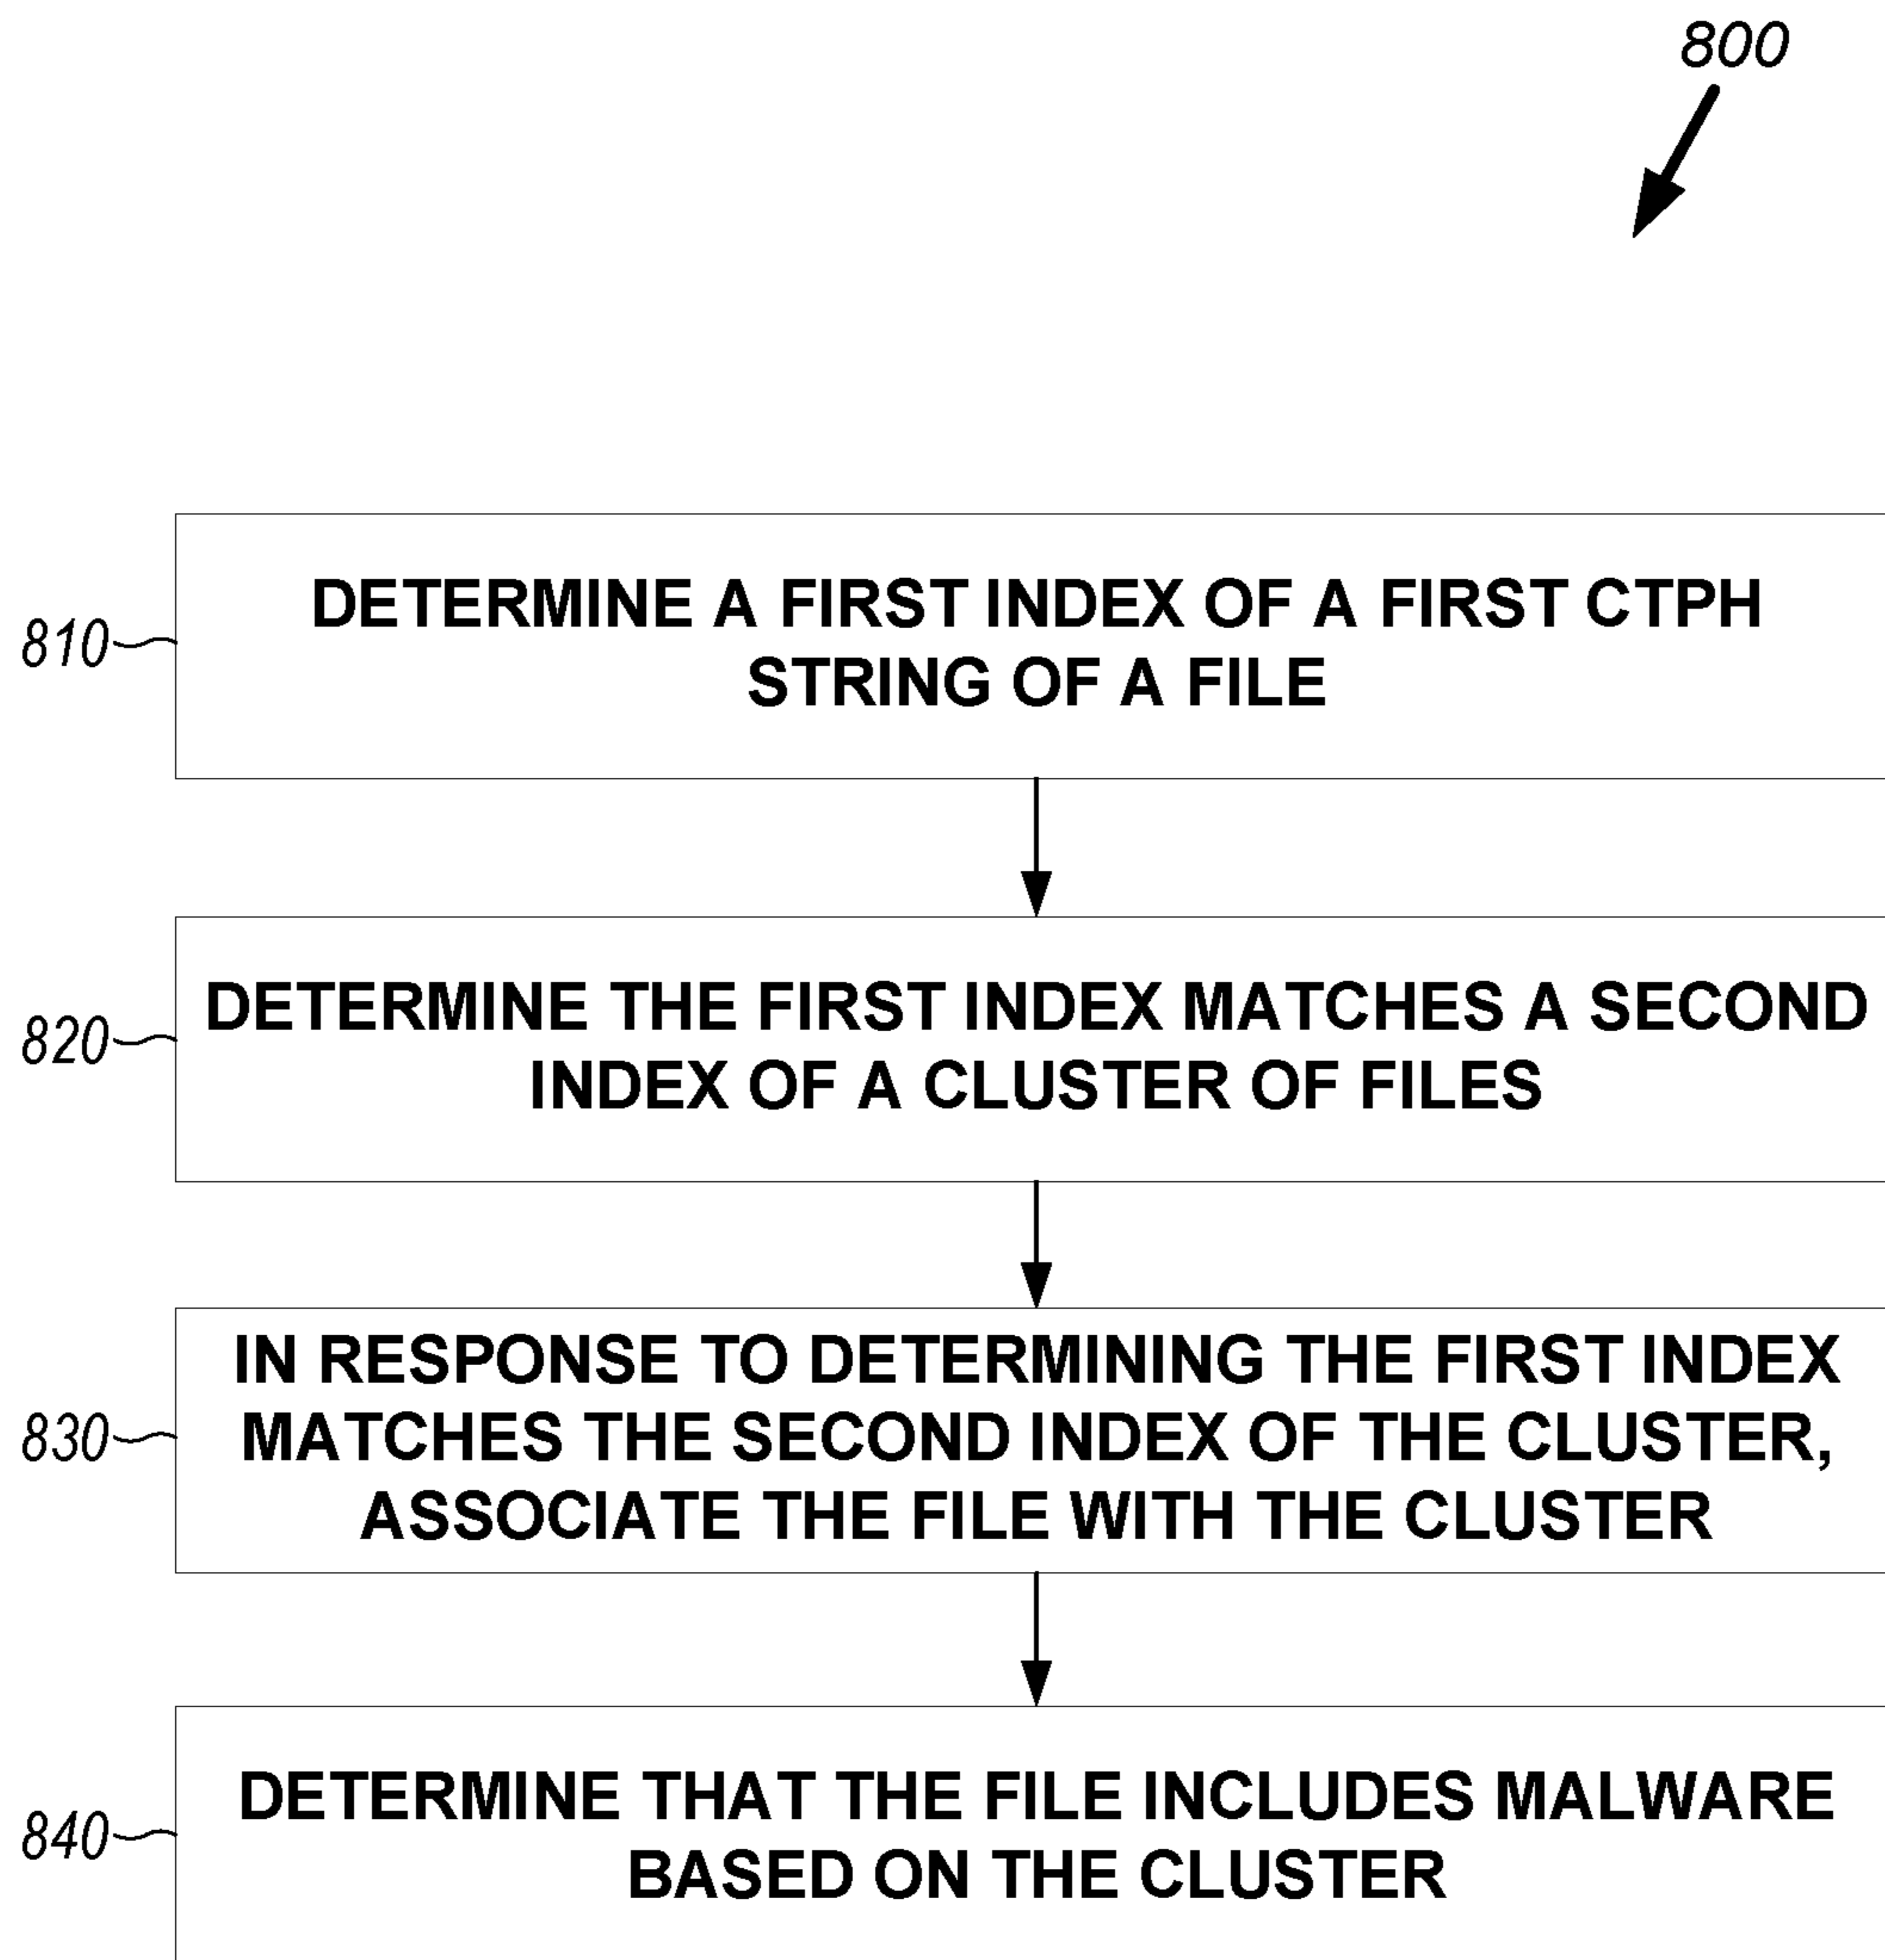 800
810
DETERMINE A FIRST INDEX OF A FIRST CTPH
STRING OF A FILE
820
DETERMINE THE FIRST INDEX MATCHES A SECOND
INDEX OF A CLUSTER OF FILES
830
IN RESPONSE TO DETERMINING THE FIRST INDEX
MATCHES THE SECOND INDEX OF THE CLUSTER,
ASSOCIATE THE FILE WITH THE CLUSTER
840
DETERMINE THAT THE FILE INCLUDES MALWARE
BASED ON THE CLUSTER